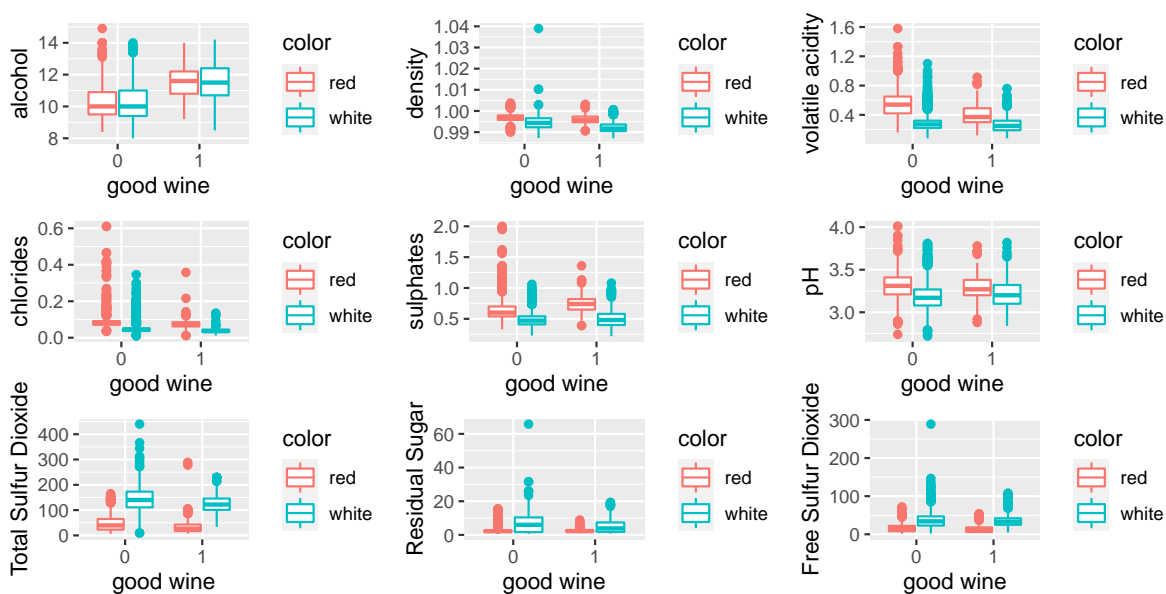 alcohol
14
12
10
8
0 1
good wine
color
red
white
density
1.04
1.03
1.02
1.01
1.00
0.99
0 1
good wine
color
red
white
volatile acidity
1.6
1.2
0.8
0.4
0 1
good wine
color
red
white
chlorides
0.6
0.4
0.2
0.0
0 1
good wine
color
red
white
sulphates
2.0
1.5
1.0
0.5
0 1
good wine
color
red
white
pH
4.0
3.5
3.0
0 1
good wine
color
red
white
Total Sulfur Dioxide
400
300
200
100
0
0 1
good wine
color
red
white
Residual Sugar
60
40
20
0
0 1
good wine
color
red
white
Free Sulfur Dioxide
300
200
100
0
0 1
good wine
color
red
white